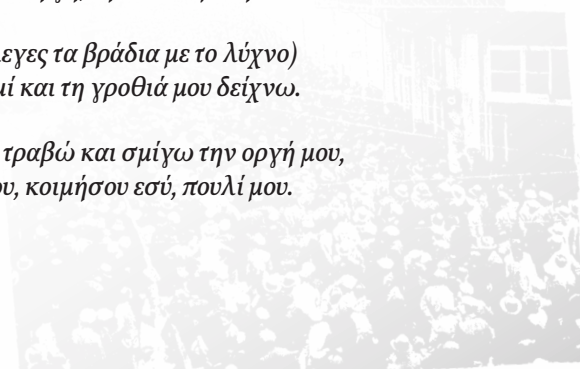 εγες τα βράδια με το λύχνο)
μί και τη γροθιά μου δείχνω.
τραβώ και σμίγω την οργή μου,
ου, κοιμήσου εσύ, πουλί μου.